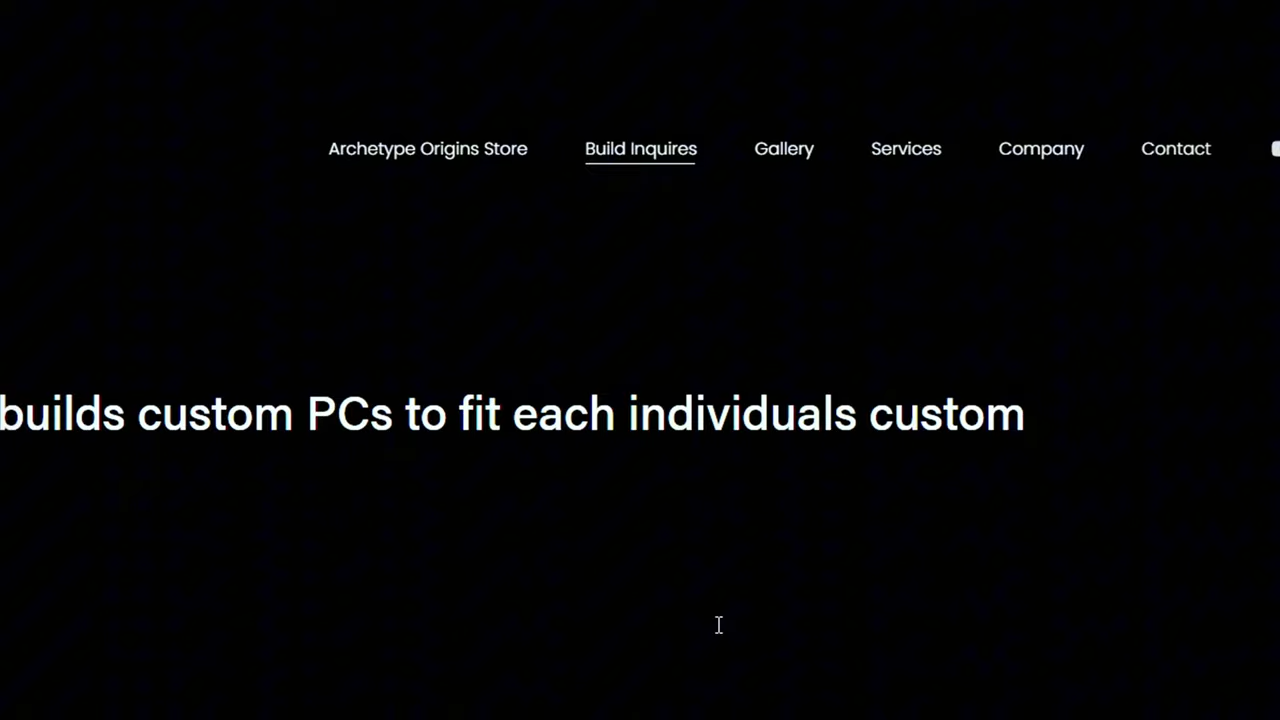 Archetype Origins Store Build Inquires Gallery Services Company Contact
builds custom PCs to fit each individuals custom